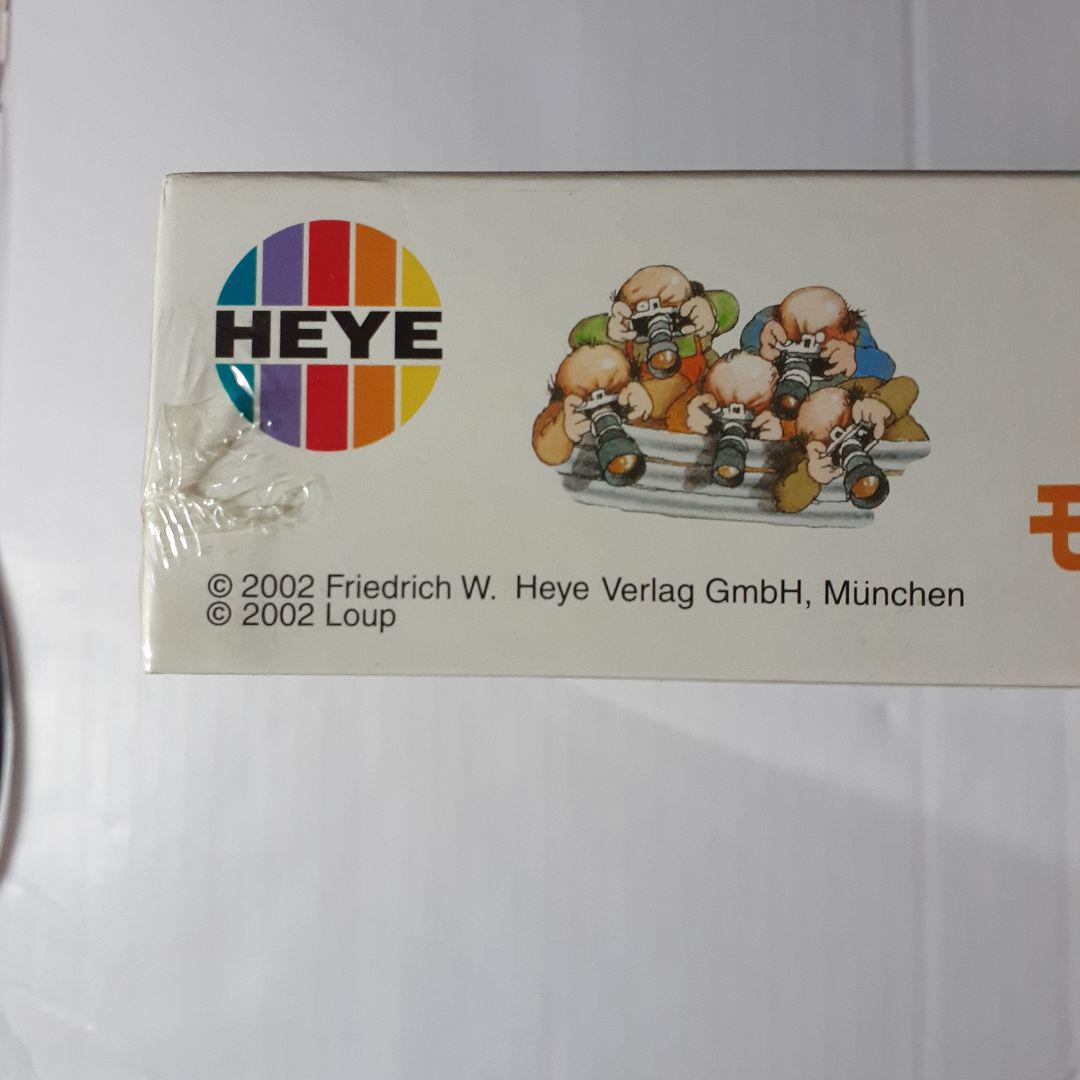 HEYE
© 2002 Friedrich W. Heye Verlag GmbH, München
© 2002 Loup